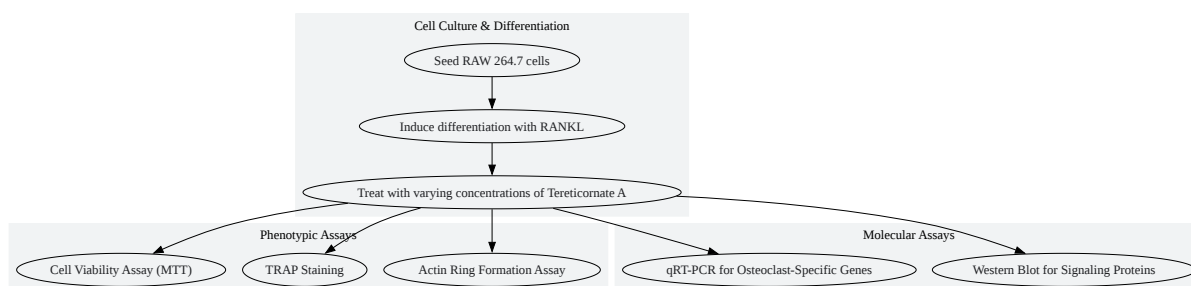 Cell Culture & Differentiation
Seed RAW 264.7 cells
Induce differentiation with RANKL
Treat with varying concentrations of Tereticornate A
Phenotypic Assays
Molecular Assays
Cell Viability Assay (MTT)
TRAP Staining
Actin Ring Formation Assay
qRT-PCR for Osteoclast-Specific Genes
Western Blot for Signaling Proteins